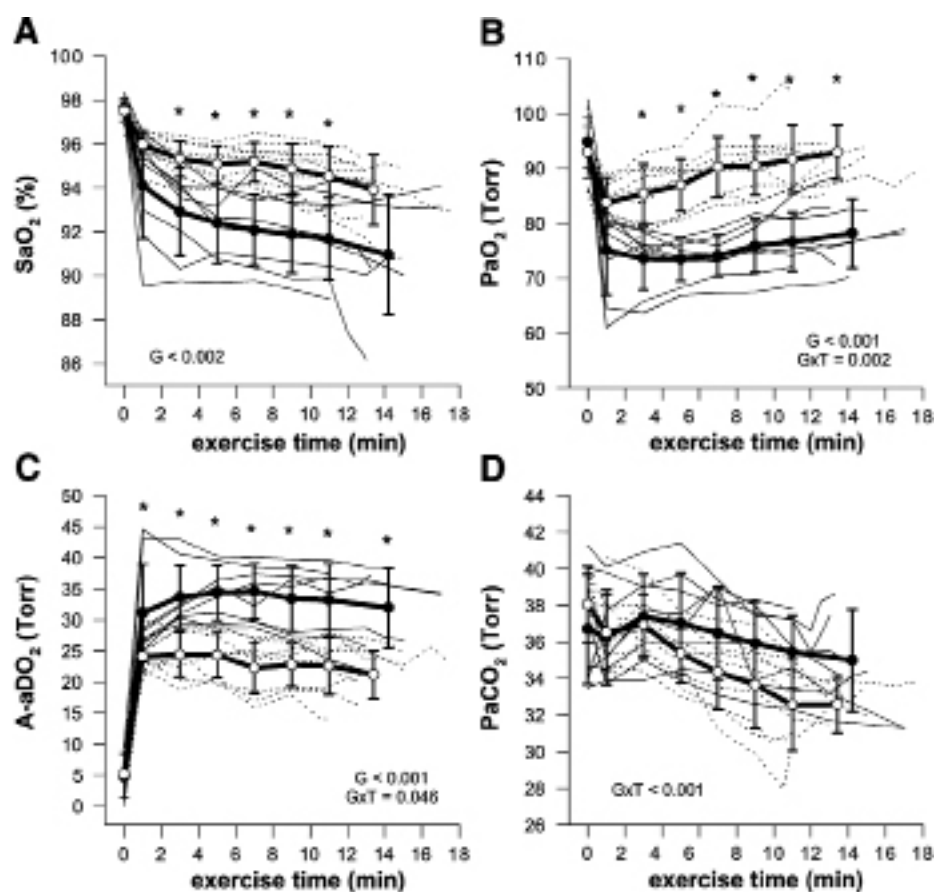 A
SaO2 (%)
100
98
96
94
92
90
88
86
* * * * * *
G < 0.002
0 2 4 6 8 10 12 14 16 18
exercise time (min)
B
PaO2 (Torr)
110
100
90
80
70
60
50
* * * * * * *
G < 0.001
GxT = 0.002
0 2 4 6 8 10 12 14 16 18
exercise time (min)
C
A-aDO2 (Torr)
50
45
40
35
30
25
20
15
10
5
0
* * * * * * *
G < 0.001
GxT = 0.046
0 2 4 6 8 10 12 14 16 18
exercise time (min)
D
PaCO2 (Torr)
44
42
40
38
36
34
32
30
28
26
GxT < 0.001
0 2 4 6 8 10 12 14 16 18
exercise time (min)